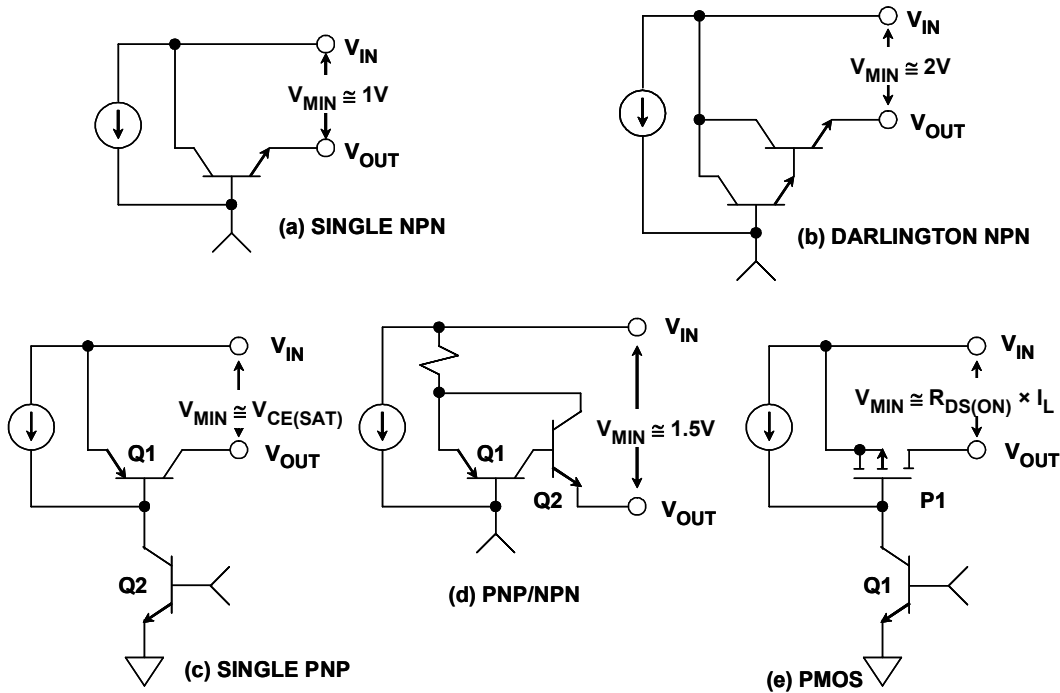 V_IN
V_MIN ≅ 1V
V_OUT
(a) SINGLE NPN
V_IN
V_MIN ≅ 2V
V_OUT
(b) DARLINGTON NPN
V_IN
V_MIN ≅ V_CE(SAT)
V_OUT
Q1
Q2
(c) SINGLE PNP
V_IN
V_MIN ≅ 1.5V
Q1
Q2
V_OUT
(d) PNP/NPN
V_IN
V_MIN ≅ R_DS(ON) × I_L
V_OUT
P1
Q1
(e) PMOS